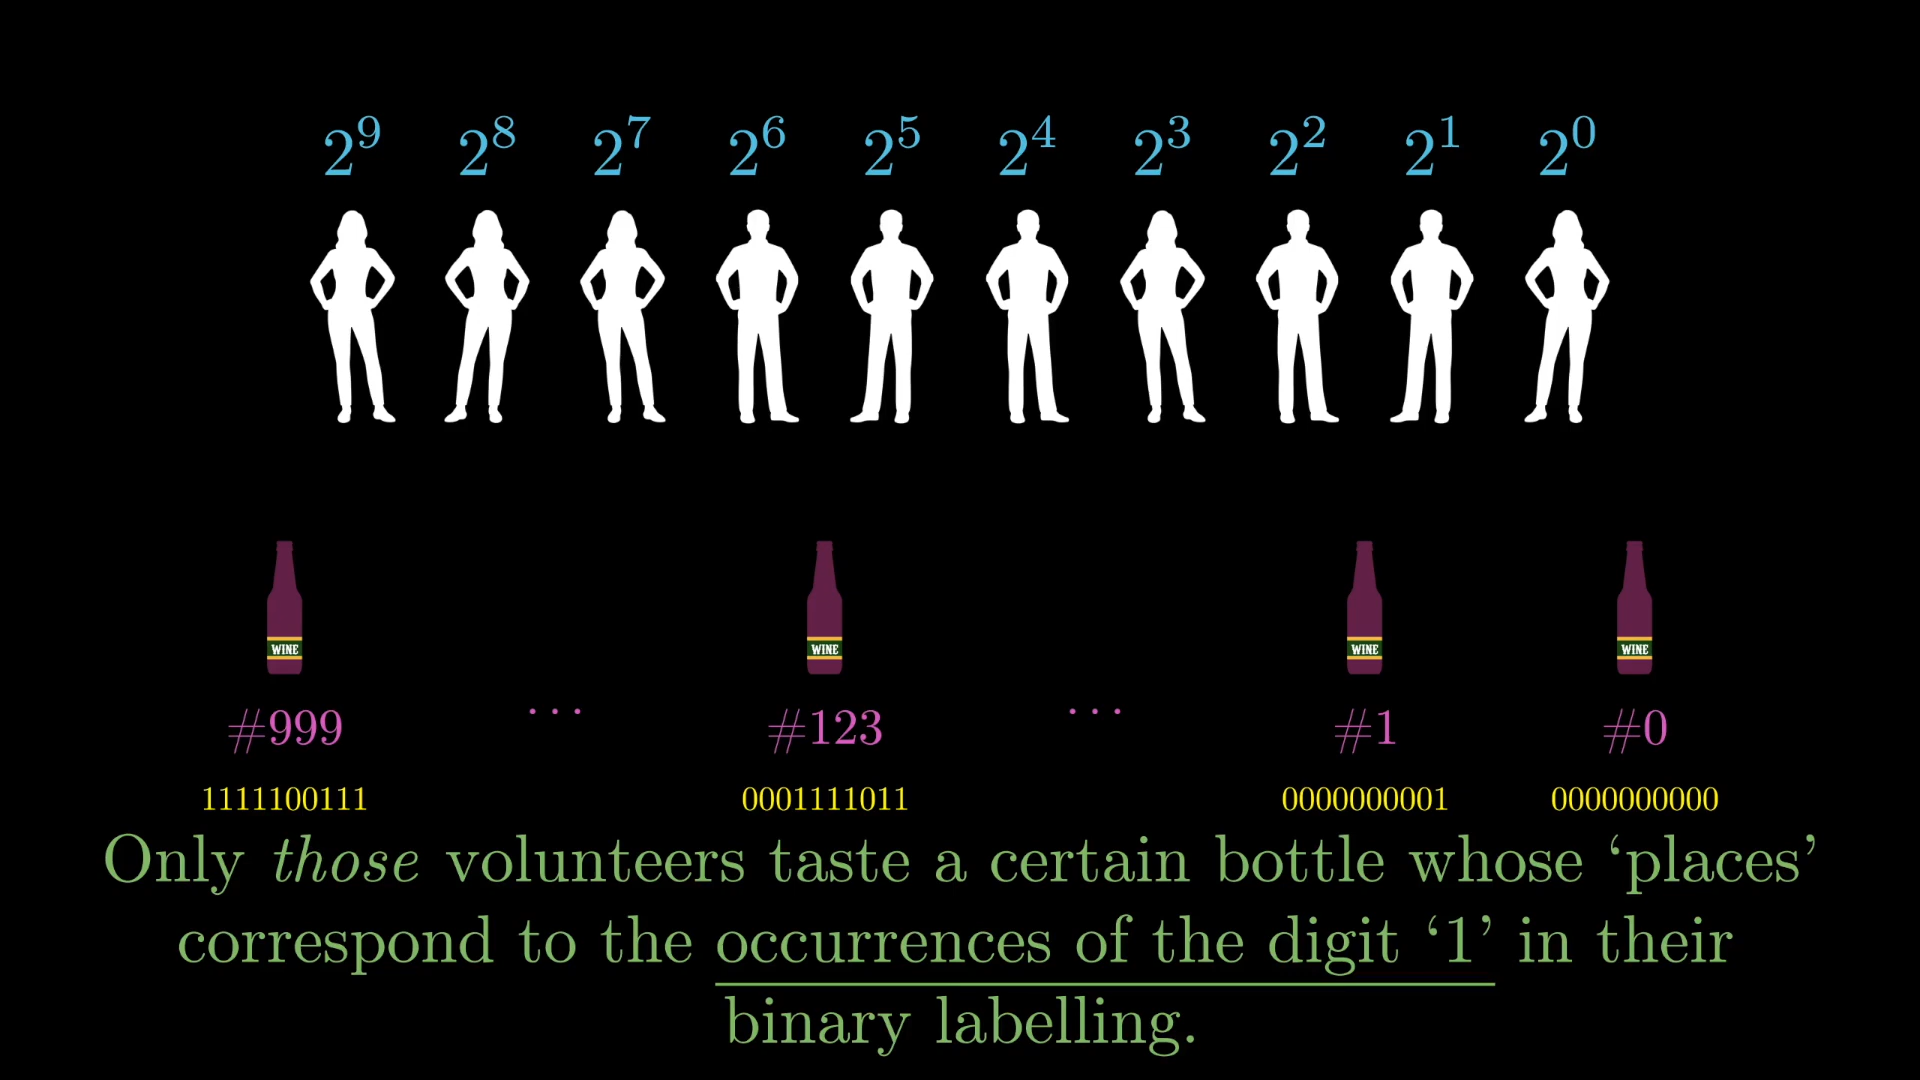 2^9 2^8 2^7 2^6 2^5 2^4 2^3 2^2 2^1 2^0
WINE WINE WINE WINE
#999 ... #123 ... #1 #0
1111100111 0001111011 0000000001 0000000000
Only those volunteers taste a certain bottle whose ‘places’
correspond to the occurrences of the digit ‘1’ in their
binary labelling.